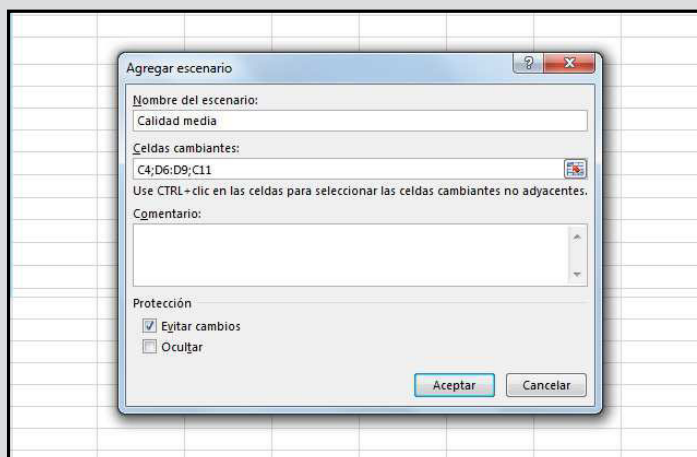 Agregar escenario
Nombre del escenario:
Calidad media
Celdas cambiantes:
C4;D6:D9;C11
Use CTRL+clic en las celdas para seleccionar las celdas cambiantes no adyacentes.
Comentario:
Protección
Evitar cambios
Ocultar
Aceptar Cancelar